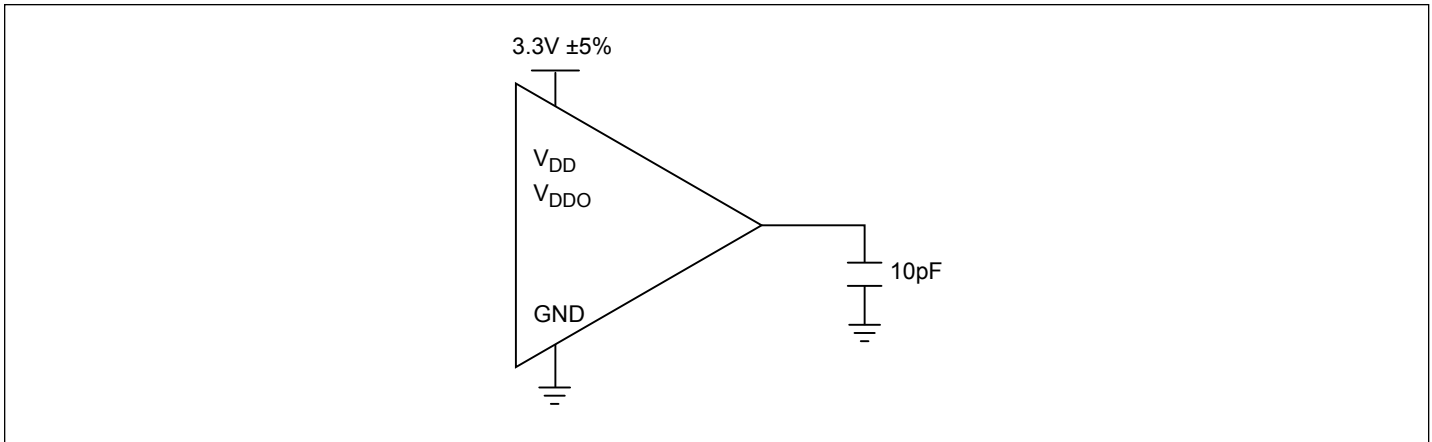 3.3V ±5%
VDD
VDDO
10pF
GND